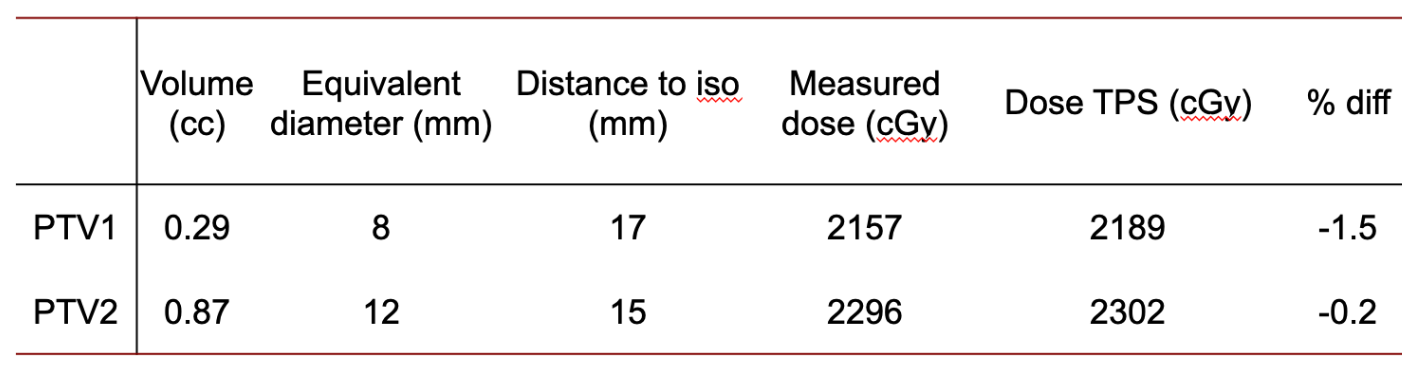 Volume (cc) Equivalent diameter (mm) Distance to iso (mm) Measured dose (cGy) Dose TPS (cGy) % diff
PTV1 0.29 8 17 2157 2189 -1.5
PTV2 0.87 12 15 2296 2302 -0.2